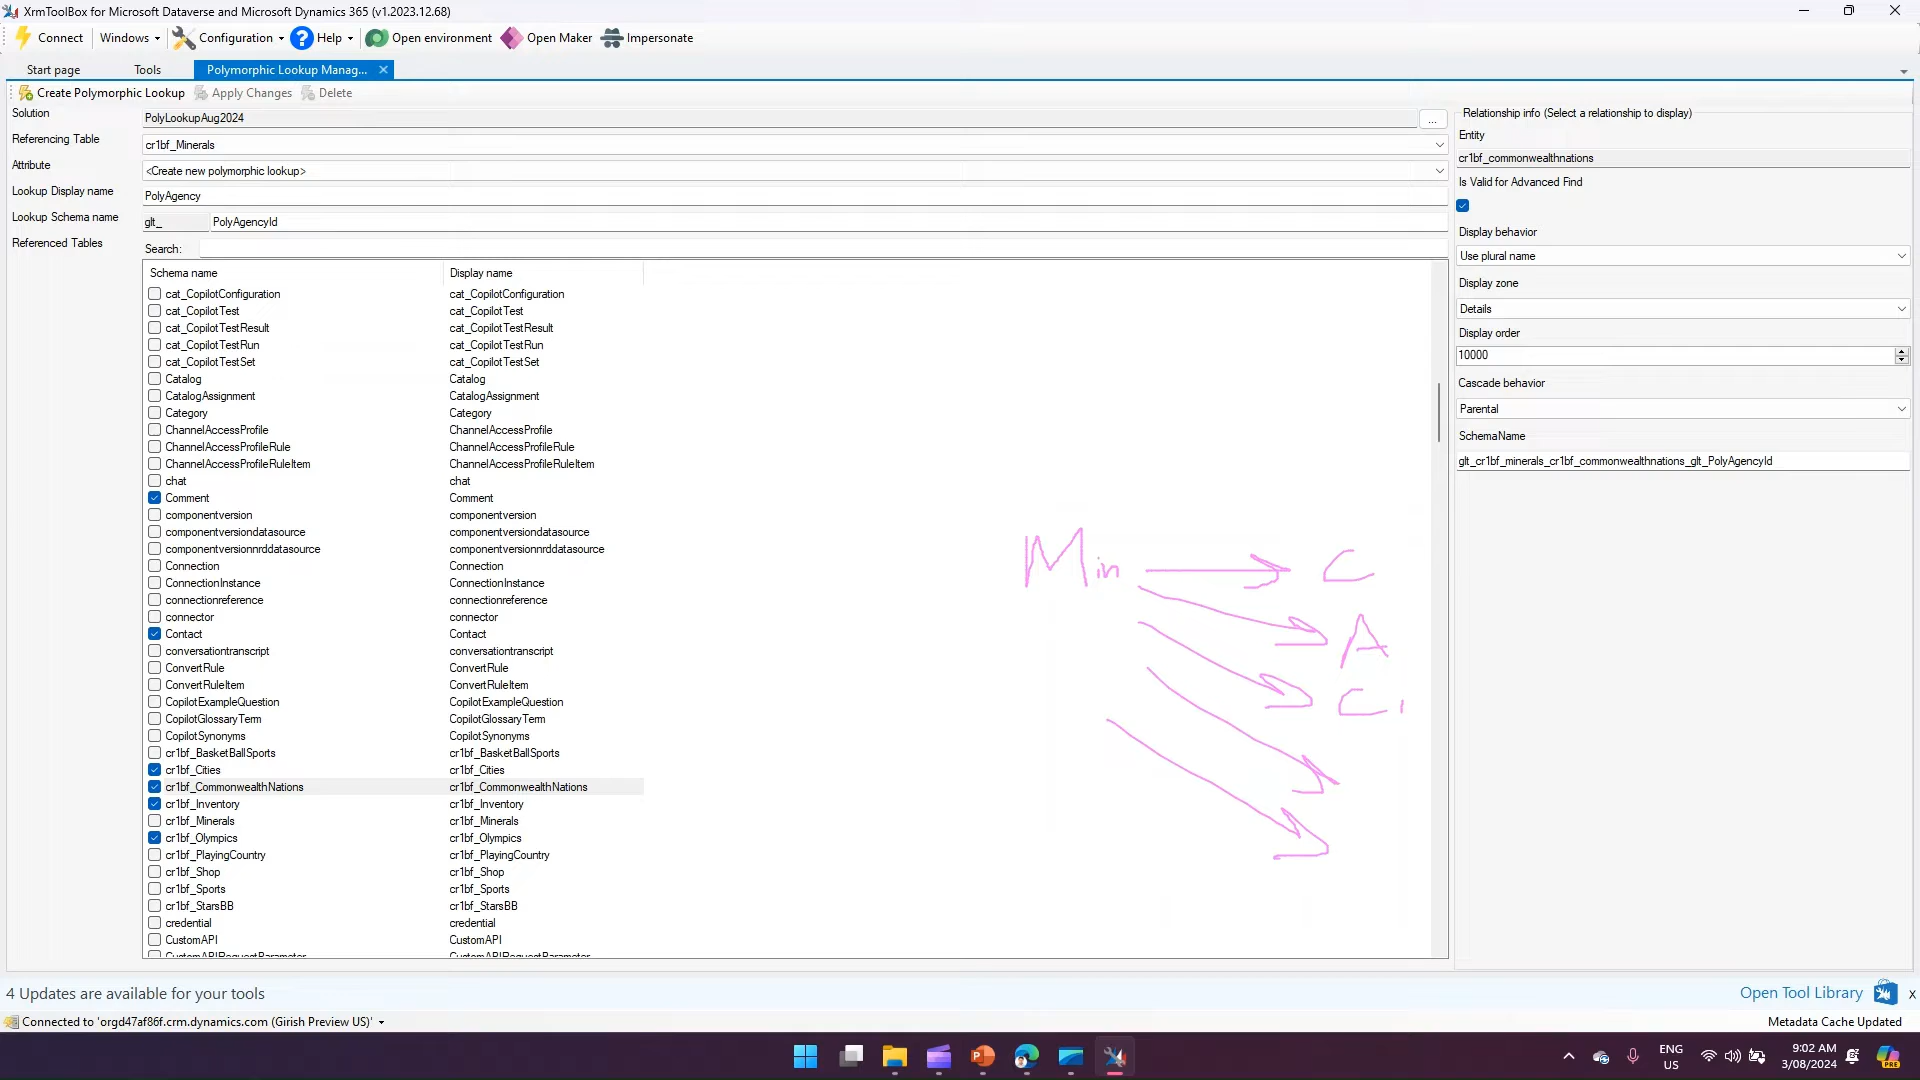 XrmToolBox for Microsoft Dataverse and Microsoft Dynamics 365 (v1.2023.12.68)
Connect Windows Configuration Help Open environment Open Maker Impersonate
Start page Tools Polymorphic Lookup Manag...
Create Polymorphic Lookup Apply Changes Delete
Solution PolyLookupAug2024 ...
Referencing Table cr1bf_Minerals
Attribute <Create new polymorphic lookup>
Lookup Display name PolyAgency
Lookup Schema name glt_ PolyAgencyId
Referenced Tables Search:
Schema name Display name
cat_CopilotConfiguration cat_CopilotConfiguration
cat_CopilotTest cat_CopilotTest
cat_CopilotTestResult cat_CopilotTestResult
cat_CopilotTestRun cat_CopilotTestRun
cat_CopilotTestSet cat_CopilotTestSet
Catalog Catalog
CatalogAssignment CatalogAssignment
Category Category
ChannelAccessProfile ChannelAccessProfile
ChannelAccessProfileRule ChannelAccessProfileRule
ChannelAccessProfileRuleItem ChannelAccessProfileRuleItem
chat chat
Comment Comment
componentversion componentversion
componentversiondatasource componentversiondatasource
componentversionnrddatasource componentversionnrddatasource
Connection Connection
ConnectionInstance ConnectionInstance
connectionreference connectionreference
connector connector
Contact Contact
conversationtranscript conversationtranscript
ConvertRule ConvertRule
ConvertRuleItem ConvertRuleItem
CopilotExampleQuestion CopilotExampleQuestion
CopilotGlossaryTerm CopilotGlossaryTerm
CopilotSynonyms CopilotSynonyms
cr1bf_BasketBallSports cr1bf_BasketBallSports
cr1bf_Cities cr1bf_Cities
cr1bf_CommonwealthNations cr1bf_CommonwealthNations
cr1bf_Inventory cr1bf_Inventory
cr1bf_Minerals cr1bf_Minerals
cr1bf_Olympics cr1bf_Olympics
cr1bf_PlayingCountry cr1bf_PlayingCountry
cr1bf_Shop cr1bf_Shop
cr1bf_Sports cr1bf_Sports
cr1bf_StarsBB cr1bf_StarsBB
credential credential
CustomAPI CustomAPI
CustomAPIRequestParameter CustomAPIRequestParameter
Min C
A
Ci
Relationship info (Select a relationship to display)
Entity
cr1bf_commonwealthnations
Is Valid for Advanced Find
Display behavior
Use plural name
Display zone
Details
Display order
10000
Cascade behavior
Parental
SchemaName
glt_cr1bf_minerals_cr1bf_commonwealthnations_glt_PolyAgencyId
4 Updates are available for your tools Open Tool Library x
Connected to 'orgd47af86f.crm.dynamics.com (Girish Preview US)' Metadata Cache Updated
ENG
US
9:02 AM
3/08/2024
PRE